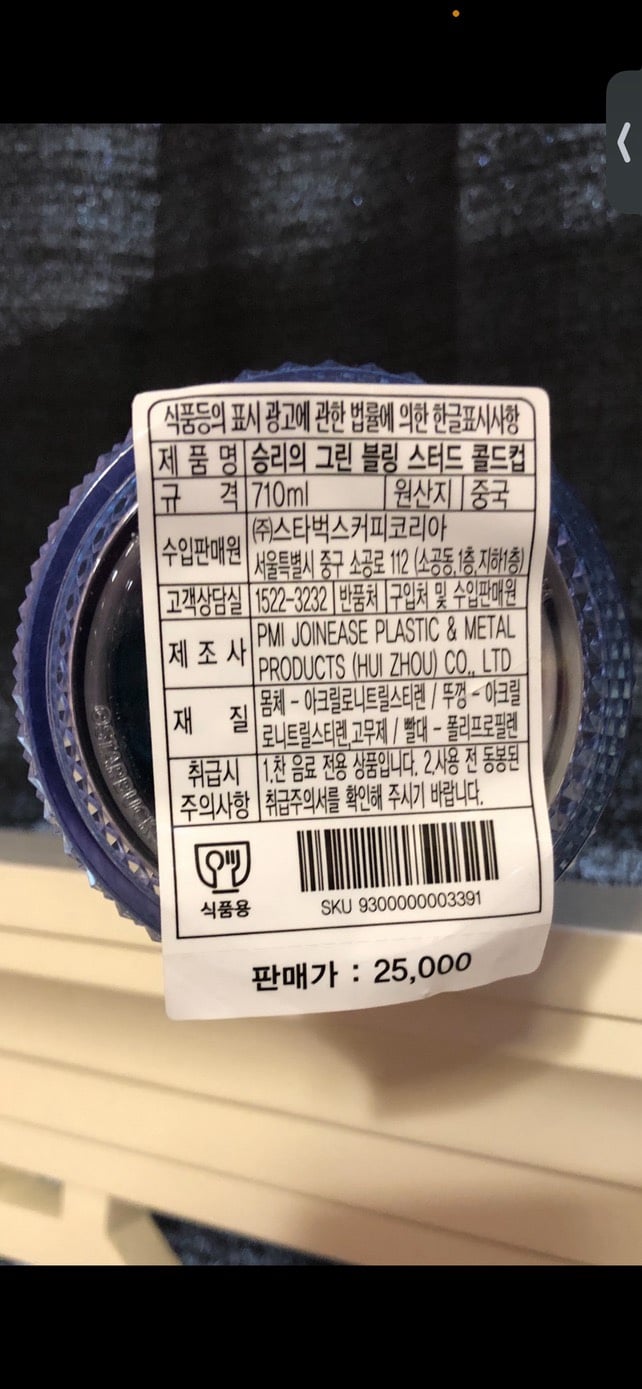 식품등의 표시 광고에 관한 법률에 의한 한글표시사항
제 품 명 승리의 그린 블링 스터드 콜드컵
규 격 710ml 원산지 중국
수입판매원 ㈜스타벅스커피코리아
서울특별시 중구 소공로 112 (소공동,1층,지하1층)
고객상담실 1522-3232 반품처 구입처 및 수입판매원
제 조 사 PMI JOINEASE PLASTIC & METAL
PRODUCTS (HUI ZHOU) CO., LTD
재 질 몸체 - 아크릴로니트릴스티렌 / 뚜껑 - 아크릴
로니트릴스티렌,고무제 / 빨대 - 폴리프로필렌
취급시 1.찬 음료 전용 상품입니다. 2.사용 전 동봉된
주의사항 취급주의서를 확인해 주시기 바랍니다.
식품용
SKU 9300000003391
판매가 : 25,000